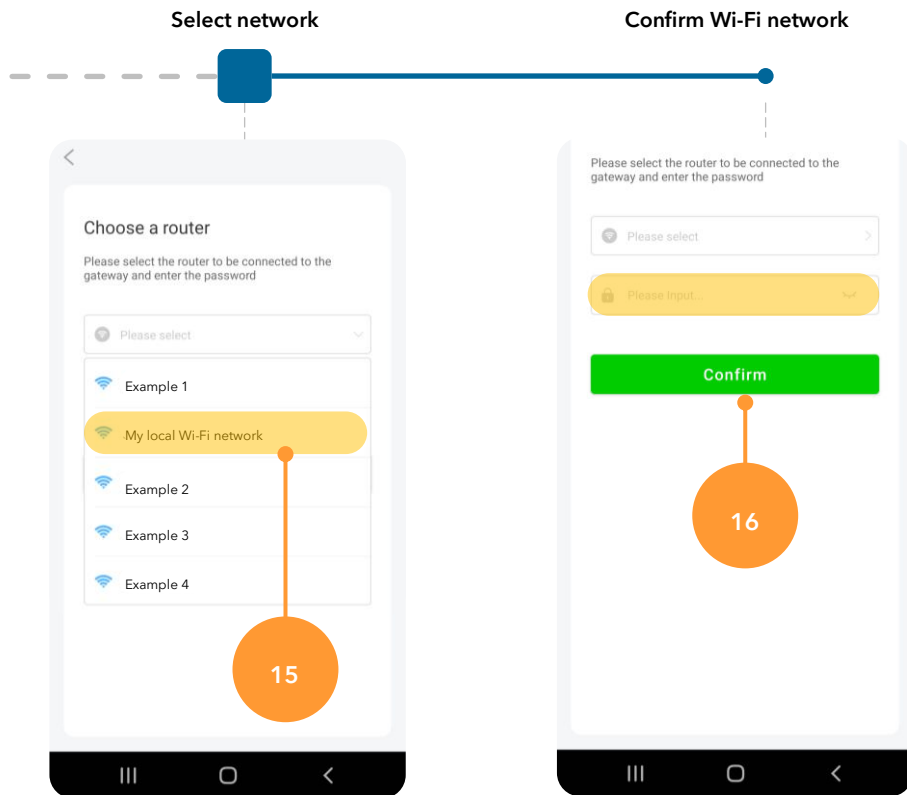 Select network
Confirm Wi-Fi network
Choose a router
Please select the router to be connected to the
gateway and enter the password
Please select
Example 1
My local Wi-Fi network
Example 2
Example 3
Example 4
15
Please select the router to be connected to the
gateway and enter the password
Please select
Please Input...
Confirm
16